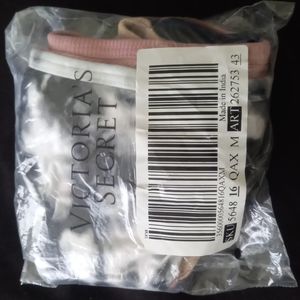 VICTORIA'S
SECRET
Made in India
SKU 5648 16 QAX M ART 262753 43